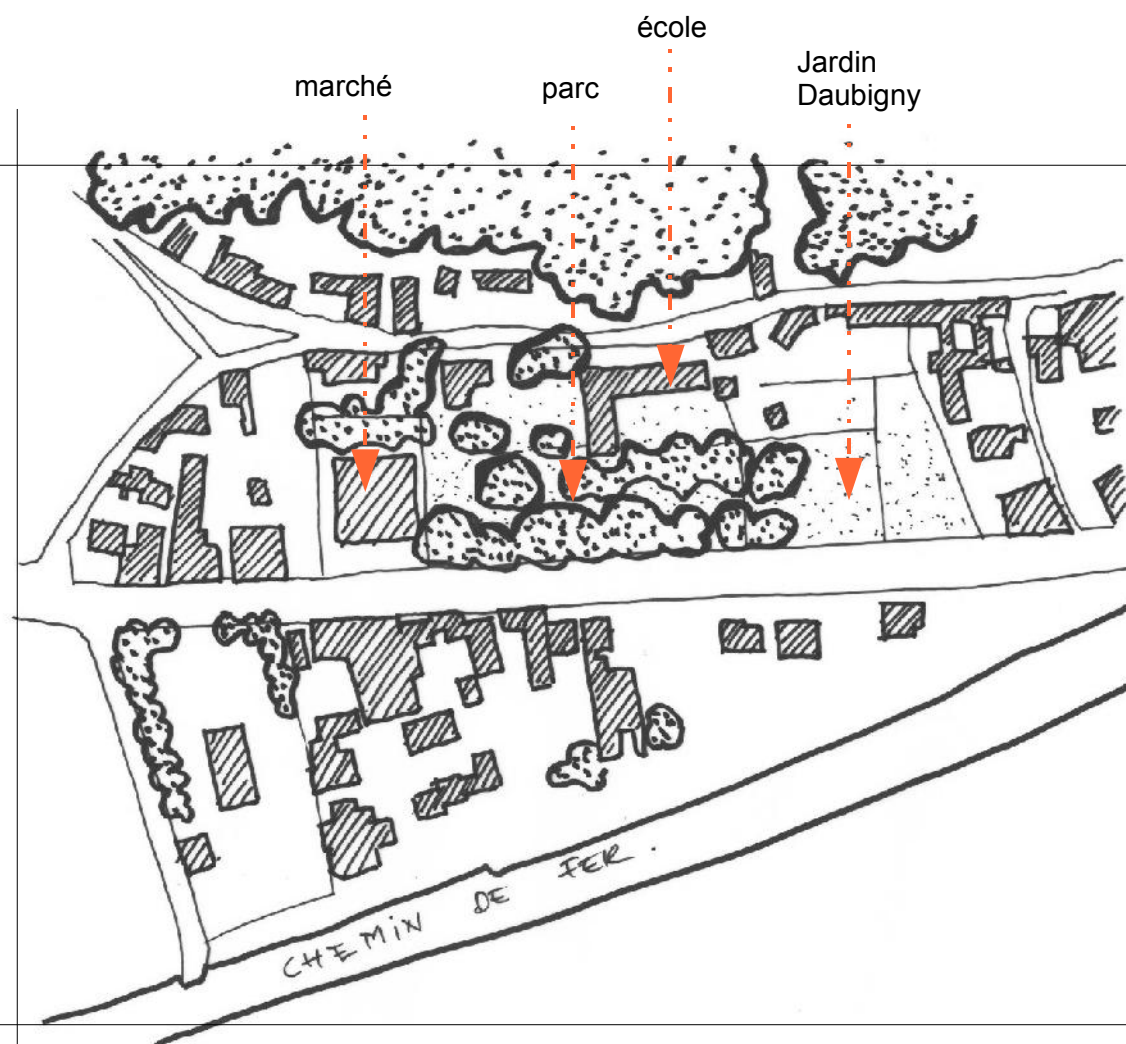 école
marché
parc
Jardin
Daubigny
CHEMIN DE FER.